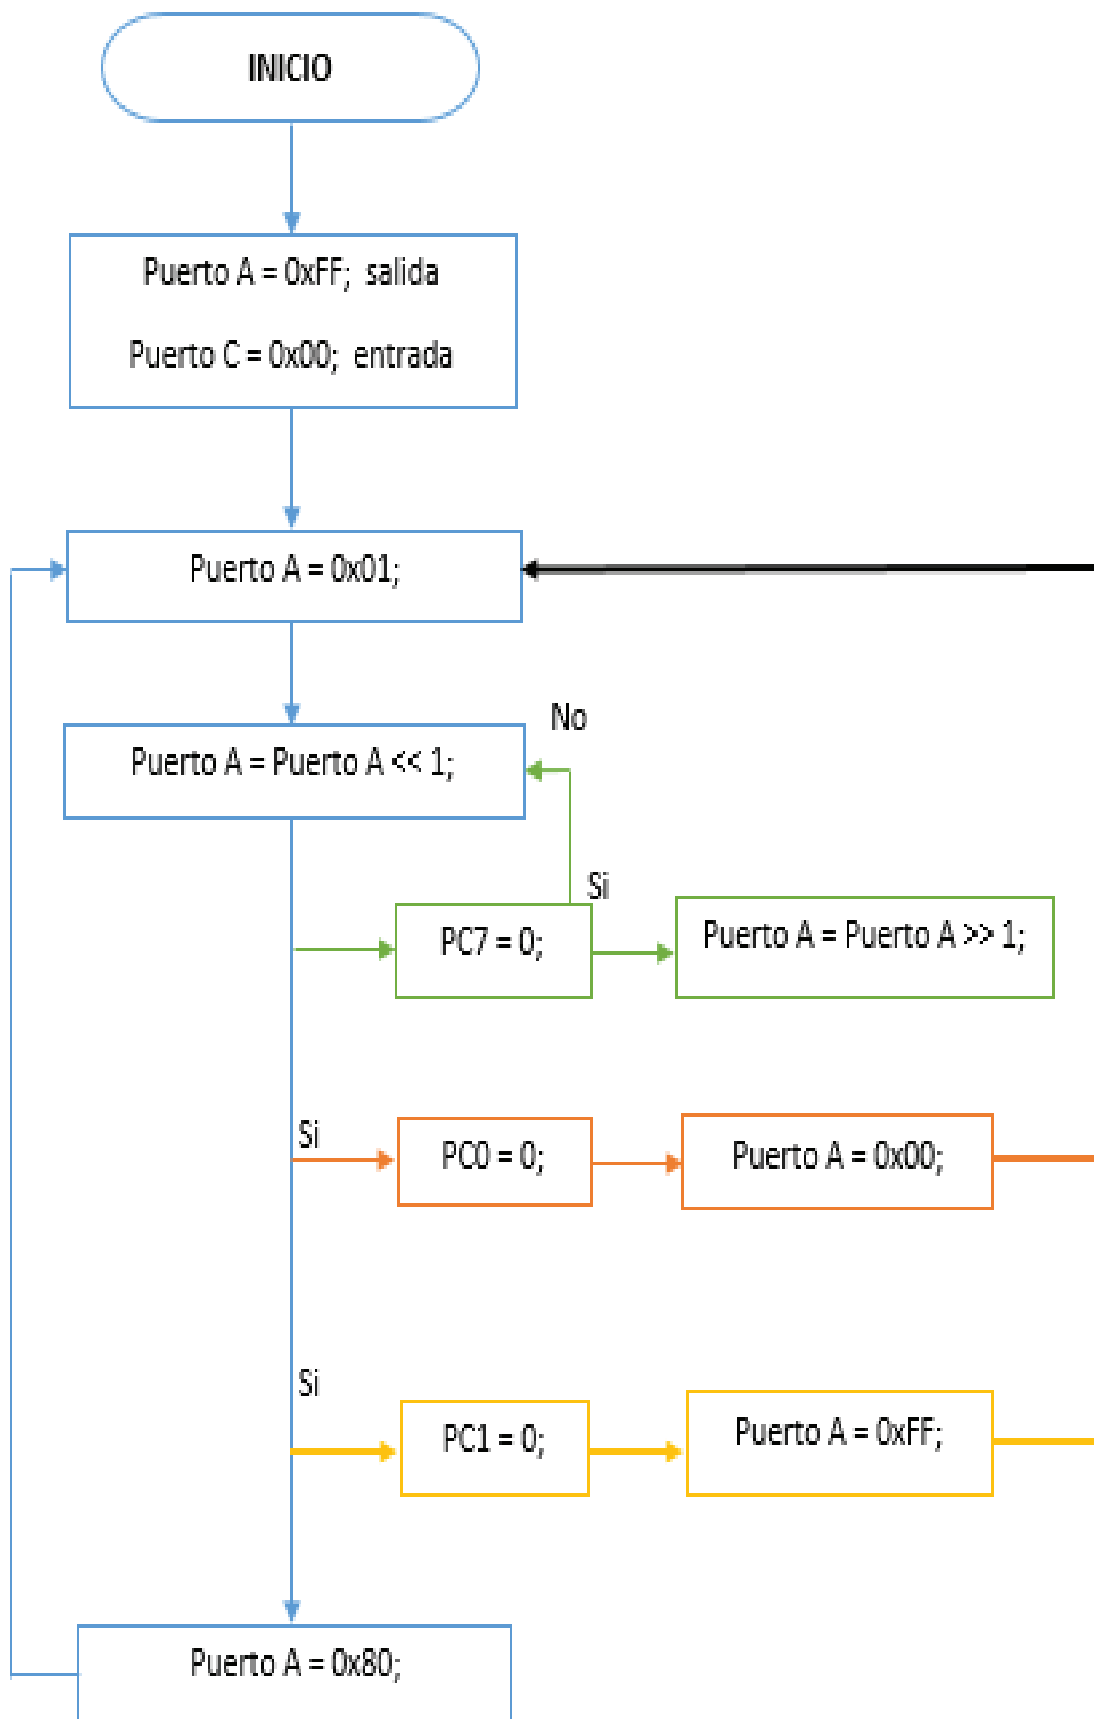 INICIO
Puerto A = 0xFF; salida
Puerto C = 0x00; entrada
Puerto A = 0x01;
No
Puerto A = Puerto A << 1;
Si
PC7 = 0;
Puerto A = Puerto A >> 1;
Si
PC0 = 0;
Puerto A = 0x00;
Si
PC1 = 0;
Puerto A = 0xFF;
Puerto A = 0x80;